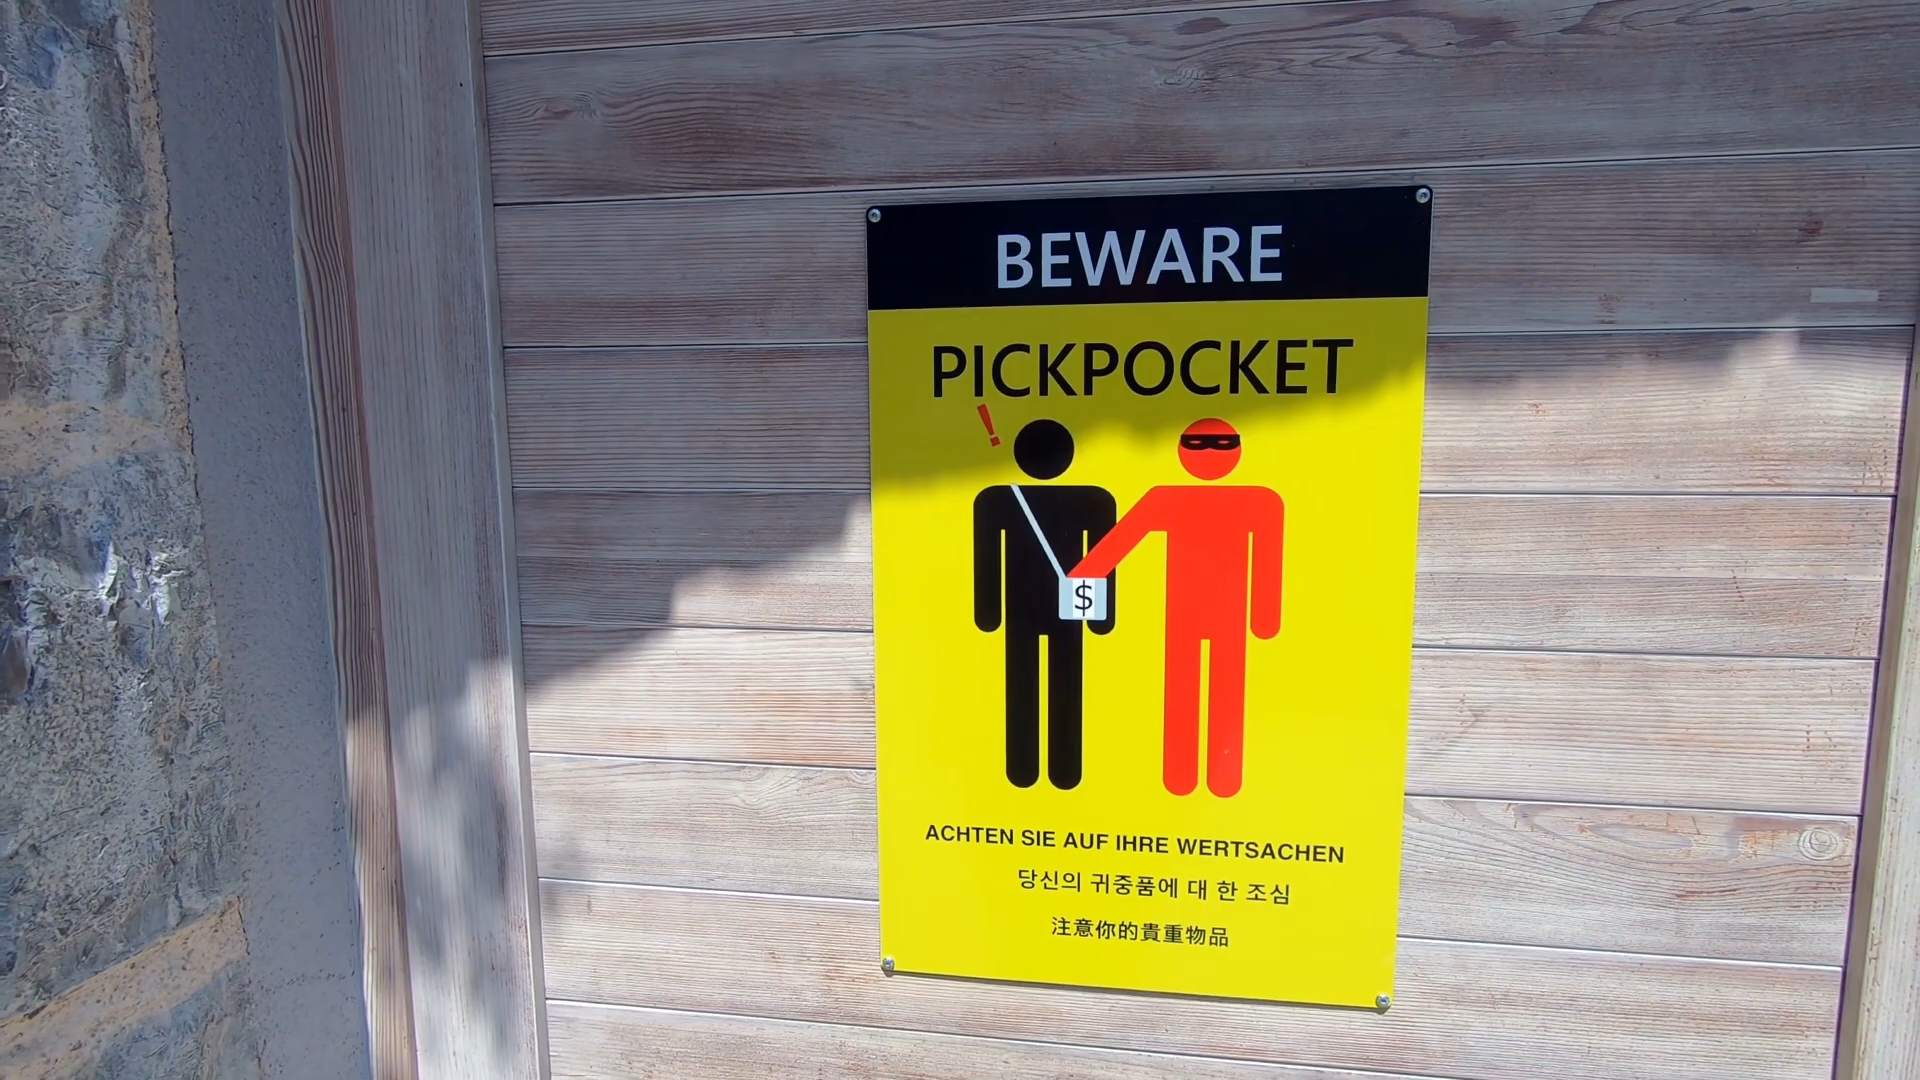 BEWARE
PICKPOCKET
!
$
ACHTEN SIE AUF IHRE WERTSACHEN
당신의 귀중품에 대 한 조심
注意你的貴重物品